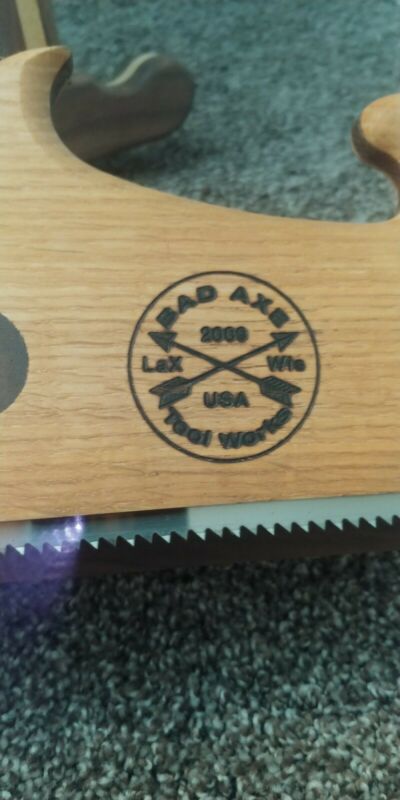 BAD AXE
2009
LaX Wis
USA
Tool Works